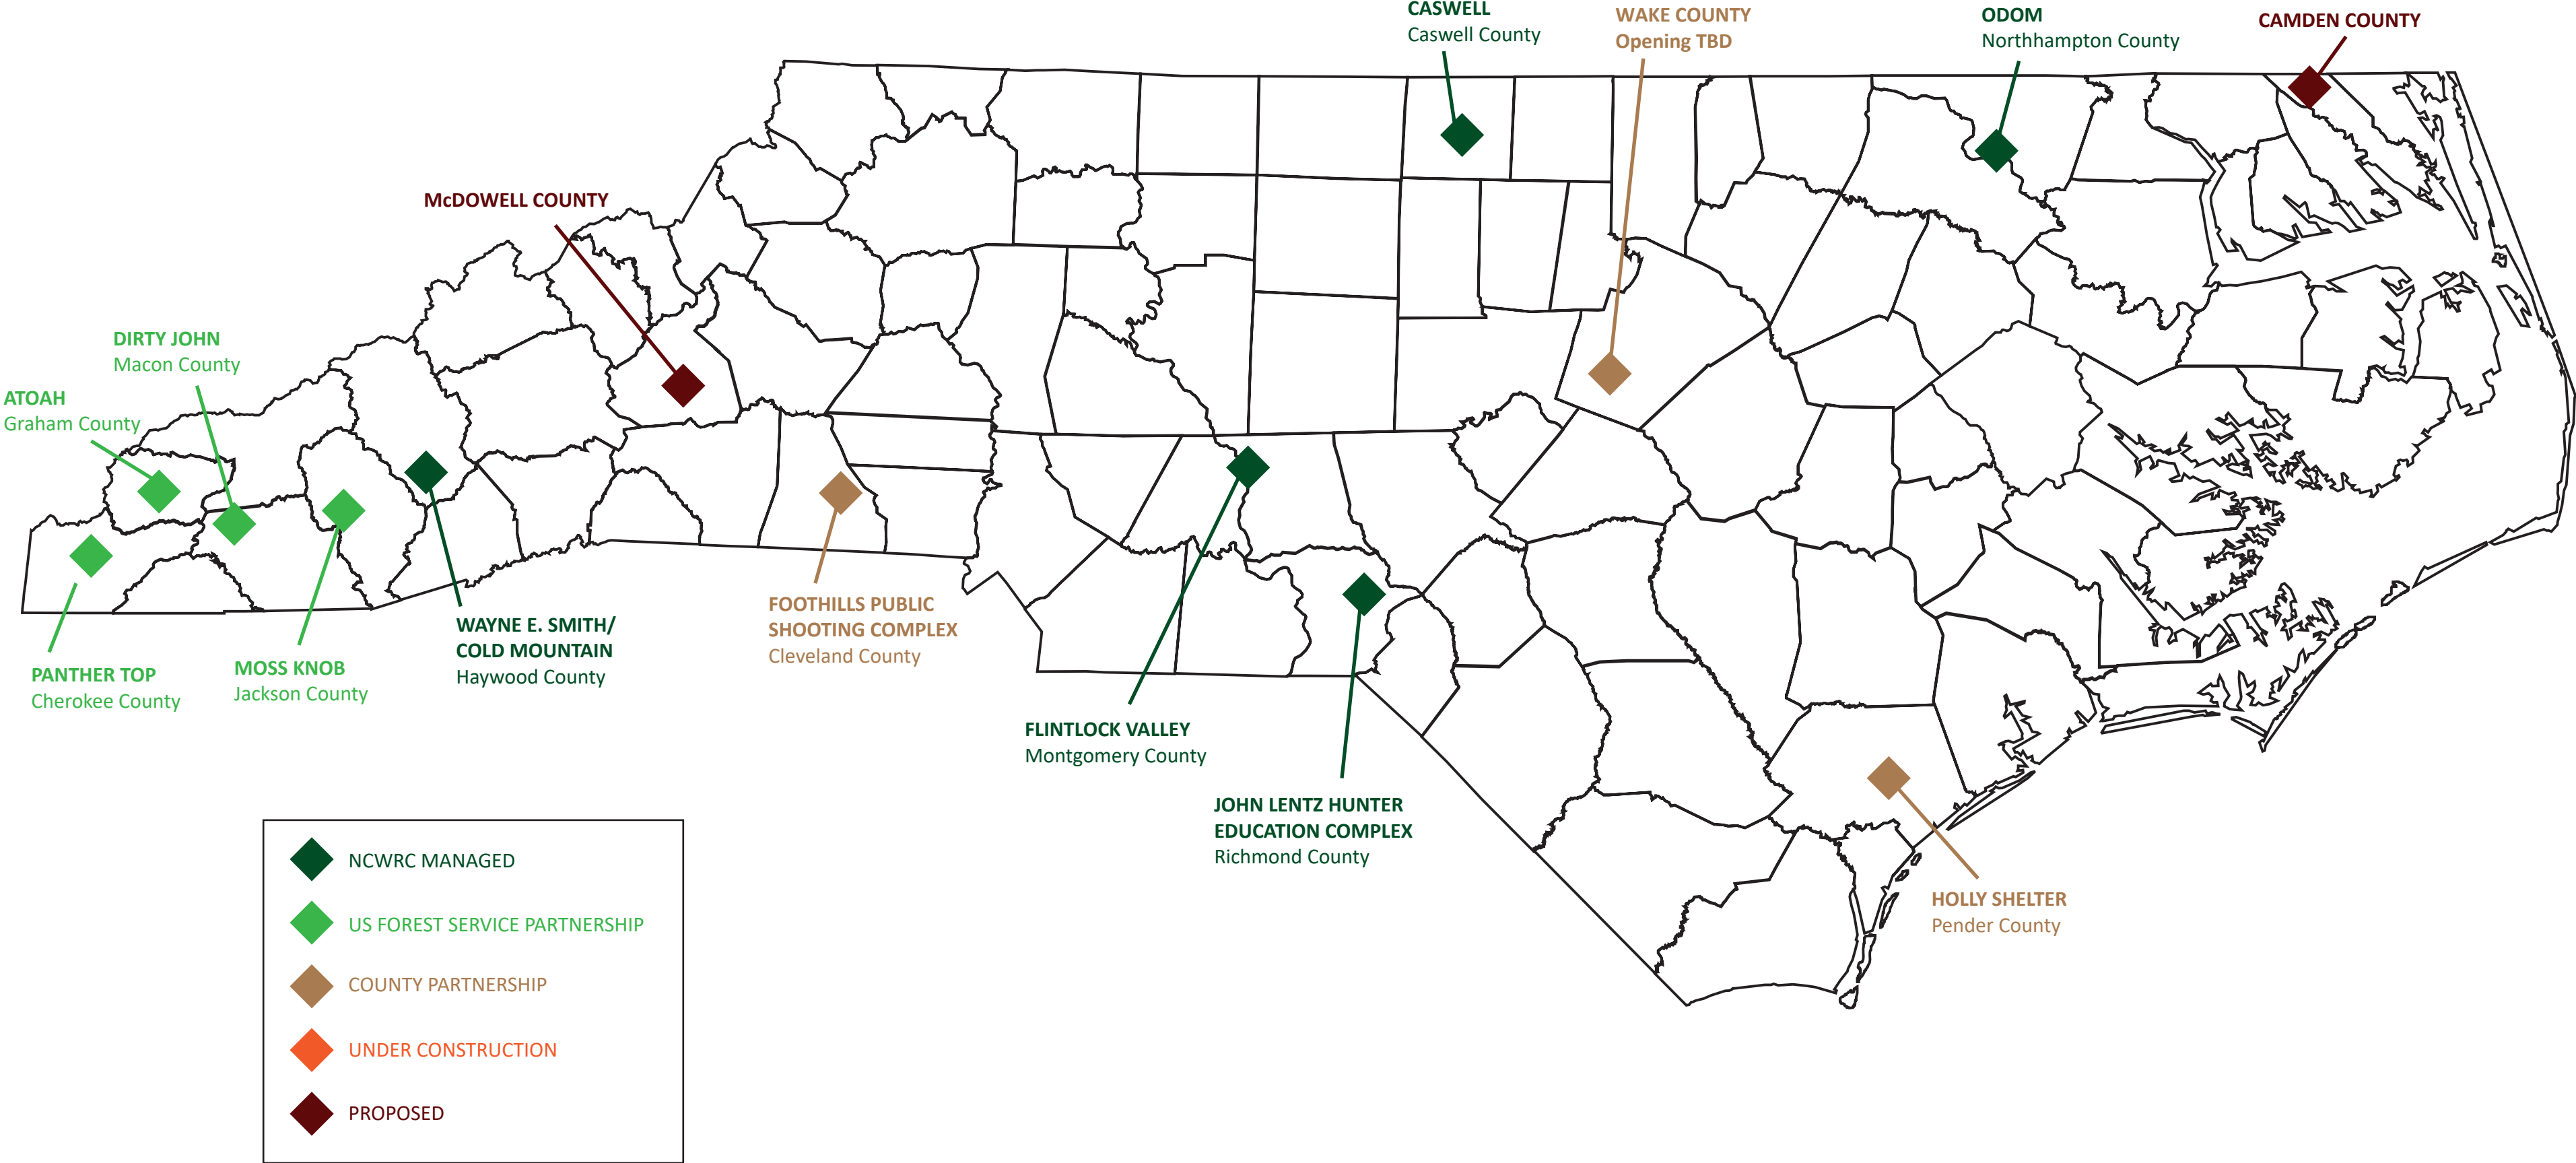 CASWELL
Caswell County
WAKE COUNTY
Opening TBD
ODOM
Northhampton County
CAMDEN COUNTY
McDOWELL COUNTY
DIRTY JOHN
Macon County
ATOAH
Graham County
PANTHER TOP
Cherokee County
MOSS KNOB
Jackson County
WAYNE E. SMITH/
COLD MOUNTAIN
Haywood County
FOOTHILLS PUBLIC
SHOOTING COMPLEX
Cleveland County
FLINTLOCK VALLEY
Montgomery County
JOHN LENTZ HUNTER
EDUCATION COMPLEX
Richmond County
HOLLY SHELTER
Pender County
NCWRC MANAGED
US FOREST SERVICE PARTNERSHIP
COUNTY PARTNERSHIP
UNDER CONSTRUCTION
PROPOSED